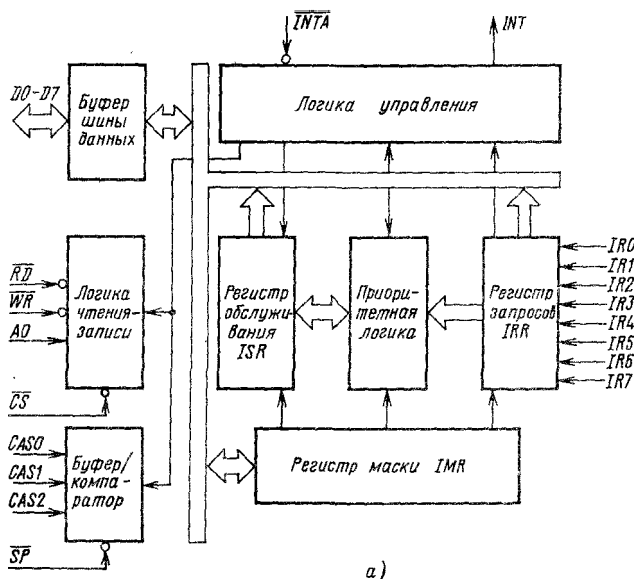 INTA
INT
D0-D7
Буфер
шины
данных
Логика управления
RD
WR
A0
CS
Логика
чтения-
записи
Регистр
обслужи-
вания
ISR
Приори-
тетная
логика
Регистр
запросов
IRR
IR0
IR1
IR2
IR3
IR4
IR5
IR6
IR7
CAS0
CAS1
CAS2
SP
Буфер/
компа-
ратор
Регистр маски IMR
а)